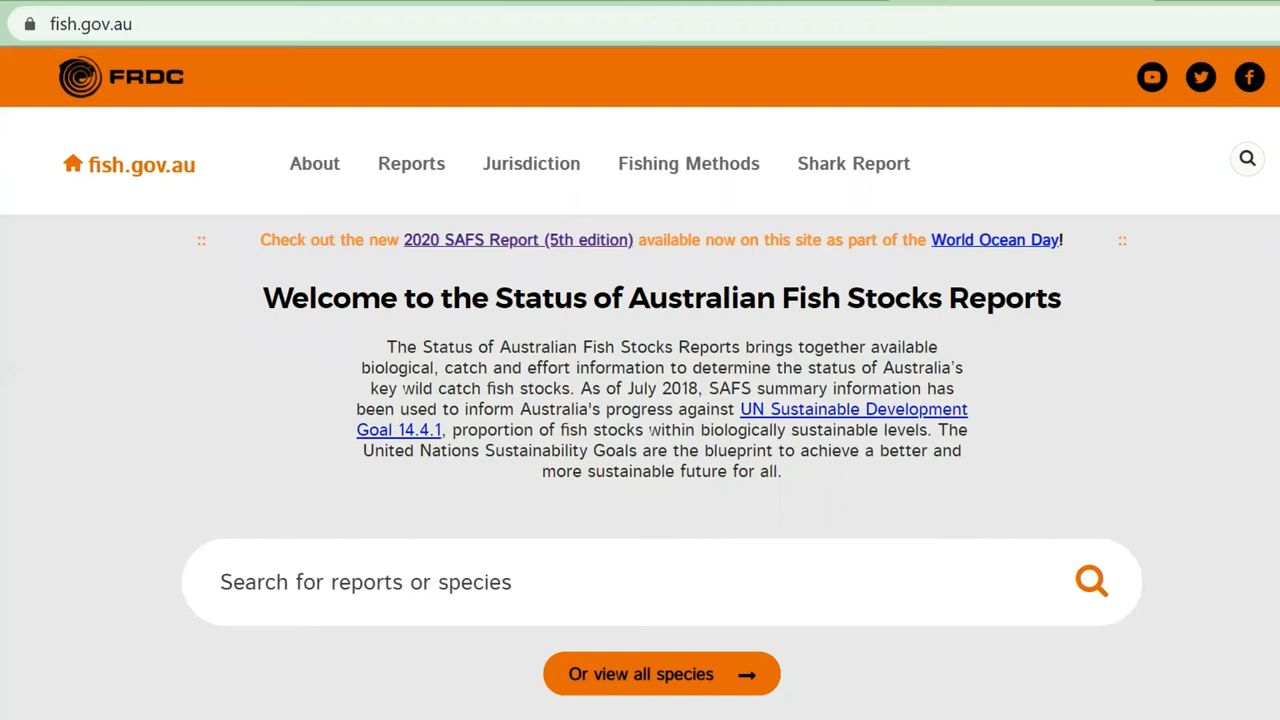 fish.gov.au
FRDC
fish.gov.au About Reports Jurisdiction Fishing Methods Shark Report
:: Check out the new 2020 SAFS Report (5th edition) available now on this site as part of the World Ocean Day! ::
Welcome to the Status of Australian Fish Stocks Reports
The Status of Australian Fish Stocks Reports brings together available
biological, catch and effort information to determine the status of Australia’s
key wild catch fish stocks. As of July 2018, SAFS summary information has
been used to inform Australia's progress against UN Sustainable Development
Goal 14.4.1, proportion of fish stocks within biologically sustainable levels. The
United Nations Sustainability Goals are the blueprint to achieve a better and
more sustainable future for all.
Search for reports or species
Or view all species